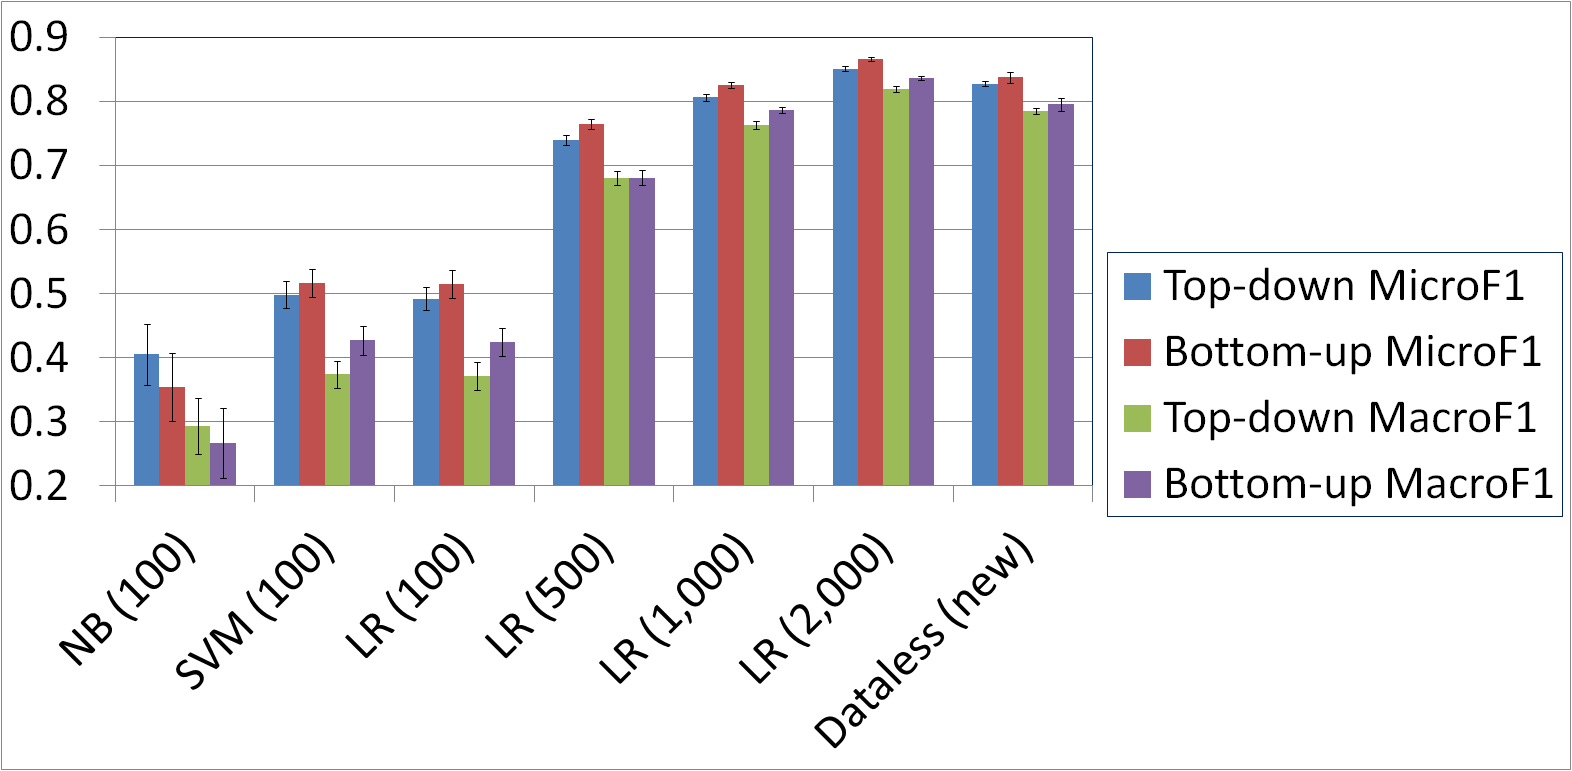 0.9
0.8
0.7
0.6
0.5
0.4
0.3
0.2
NB (100)
SVM (100)
LR (100)
LR (500)
LR (1,000)
LR (2,000)
Dataless (new)
Top-down MicroF1
Bottom-up MicroF1
Top-down MacroF1
Bottom-up MacroF1